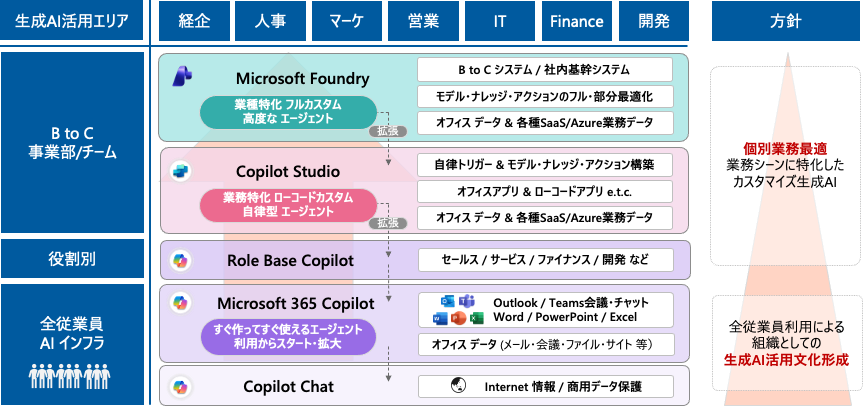 生成AI活用エリア
経企
人事
マーケ
営業
IT
Finance
開発
方針
B to C
事業部/チーム
Microsoft Foundry
業種特化 フルカスタム
高度な エージェント
拡張
B to C システム / 社内基幹システム
モデル・ナレッジ・アクションのフル・部分最適化
オフィス データ & 各種SaaS/Azure業務データ
Copilot Studio
業務特化 ローコードカスタム
自律型 エージェント
拡張
自律トリガー & モデル・ナレッジ・アクション構築
オフィスアプリ & ローコードアプリ e.t.c.
オフィス データ & 各種SaaS/Azure業務データ
個別業務最適
業務シーンに特化した
カスタマイズ生成AI
役割別
Role Base Copilot
セールス / サービス / ファイナンス / 開発 など
全従業員
AI インフラ
Microsoft 365 Copilot
すぐ作ってすぐ使えるエージェント
利用からスタート・拡大
Outlook / Teams会議・チャット
Word / PowerPoint / Excel
オフィス データ (メール・会議・ファイル・サイト 等)
Copilot Chat
Internet 情報 / 商用データ保護
全従業員利用による
組織としての
生成AI活用文化形成